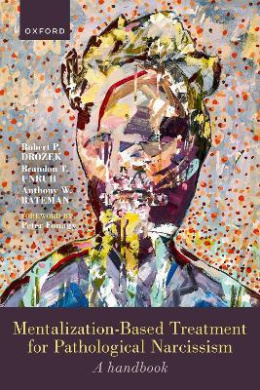 OXFORD
Robert P.
DROZEK
Brandon T.
UNRUH
Anthony W.
BATEMAN
FOREWORD BY
Peter Fonagy
Mentalization-Based Treatment
for Pathological Narcissism
A handbook